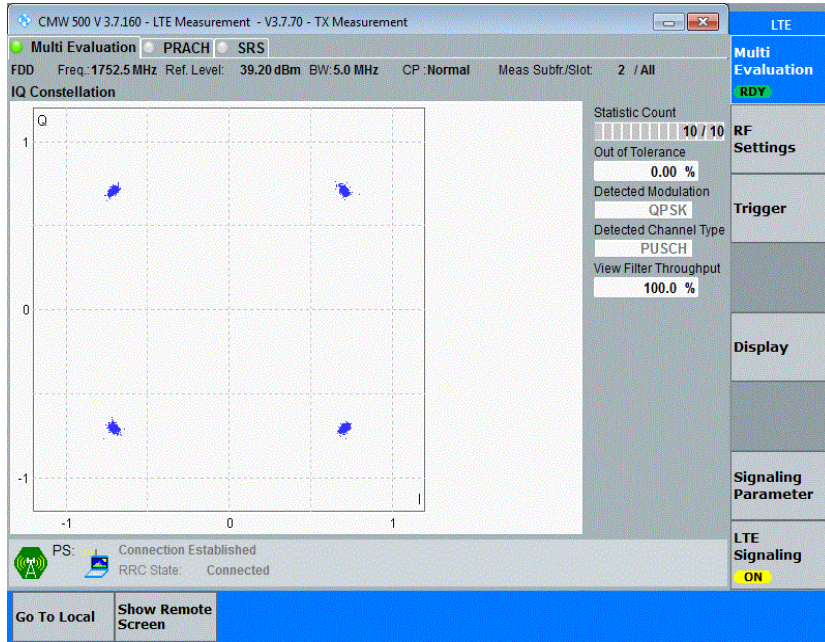 CMW 500 V 3.7.160 - LTE Measurement - V3.7.70 - TX Measurement
LTE
Multi Evaluation PRACH SRS
FDD Freq.: 1752.5 MHz Ref. Level: 39.20 dBm BW: 5.0 MHz CP : Normal Meas Subfr./Slot: 2 / All
IQ Constellation
Q
1
0
-1
-1 0 1
I
Statistic Count
10 / 10
Out of Tolerance
0.00 %
Detected Modulation
QPSK
Detected Channel Type
PUSCH
View Filter Throughput
100.0 %
Multi
Evaluation
RDY
RF
Settings
Trigger
Display
Signaling
Parameter
LTE
Signaling
ON
PS: Connection Established
RRC State: Connected
Go To Local
Show Remote
Screen